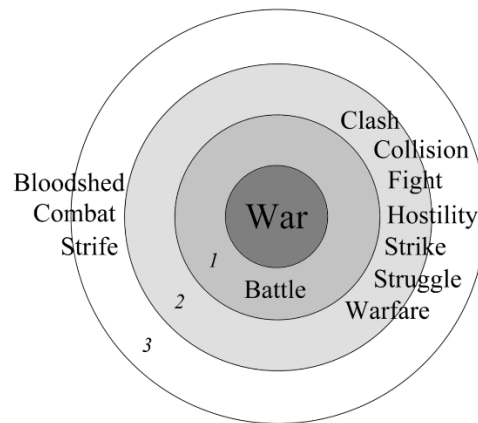 Clash
Collision
Fight
Hostility
Strike
Struggle
Warfare
Bloodshed
Combat
Strife
War
Battle
1
2
3